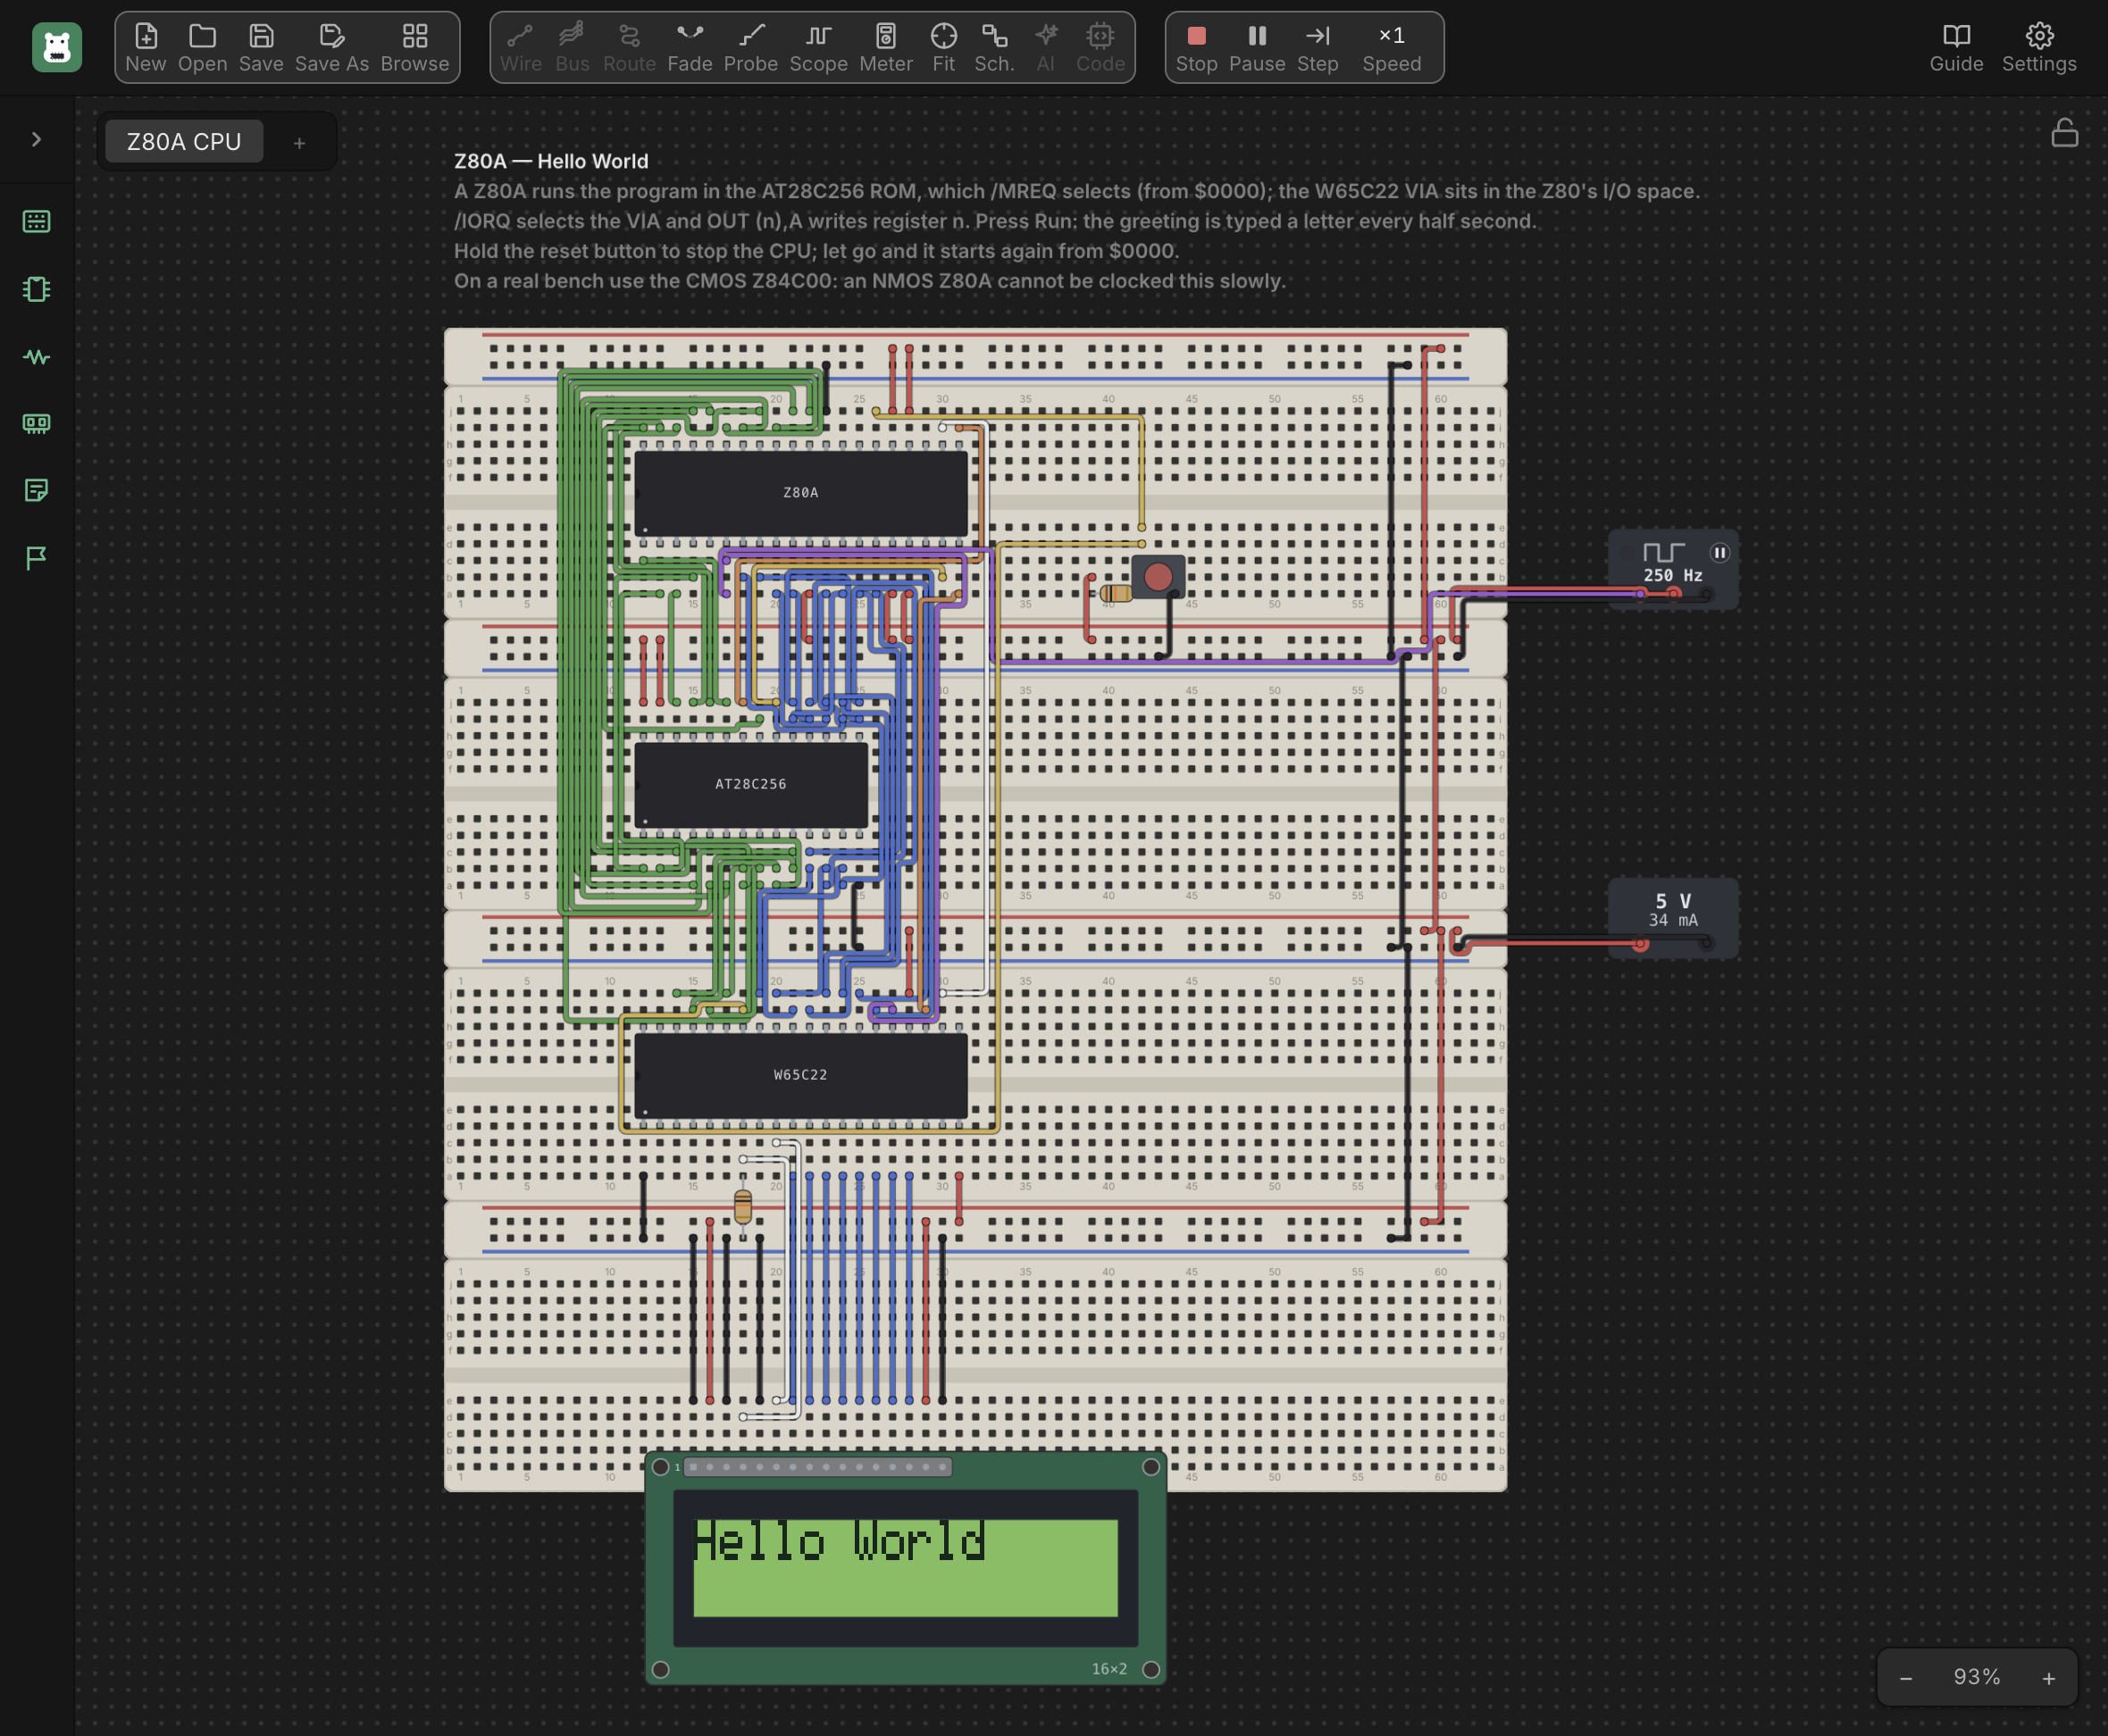 New Open Save Save As Browse
Wire Bus Route Fade Probe Scope Meter Fit Sch. AI Code
×1
Stop Pause Step Speed
Guide Settings
Z80A CPU +
Z80A — Hello World
A Z80A runs the program in the AT28C256 ROM, which /MREQ selects (from $0000); the W65C22 VIA sits in the Z80's I/O space.
/IORQ selects the VIA and OUT (n),A writes register n. Press Run: the greeting is typed a letter every half second.
Hold the reset button to stop the CPU; let go and it starts again from $0000.
On a real bench use the CMOS Z84C00: an NMOS Z80A cannot be clocked this slowly.
Z80A
250 Hz
AT28C256
5 V
34 mA
W65C22
1
Hello World
16×2
− 93% +